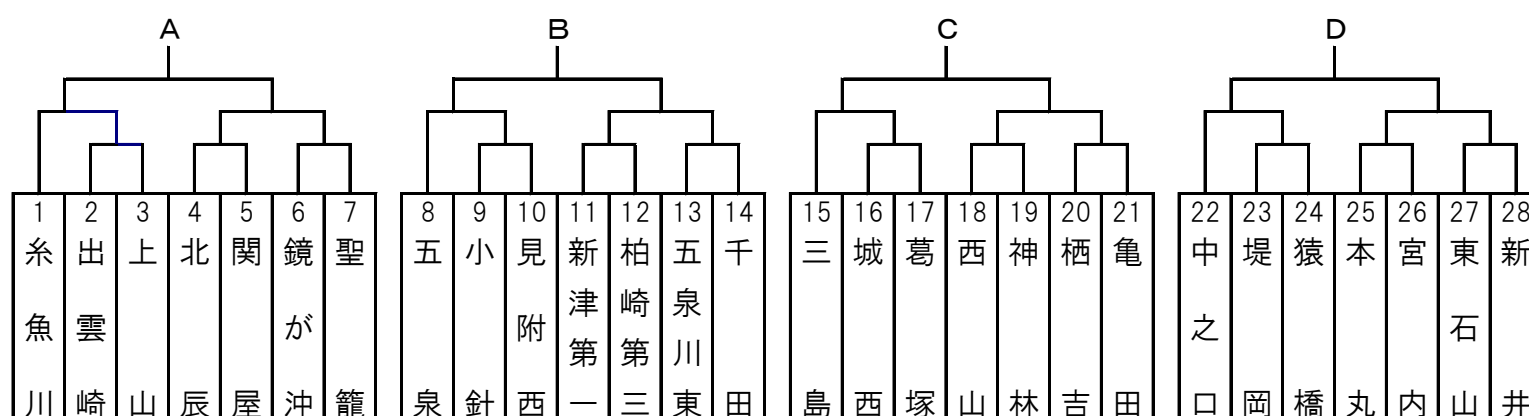 A
B
C
D
1 糸魚川
2 出雲崎
3 上山
4 北辰
5 関屋
6 鏡が沖
7 聖籠
8 五泉
9 小針
10 見附西
11 新津第一
12 柏崎第三
13 五泉川東
14 千田
15 三島
16 城西
17 葛塚
18 西山
19 神林
20 栖吉
21 亀田
22 中之口
23 堤岡
24 猿橋
25 本丸
26 宮内
27 東石山
28 新井